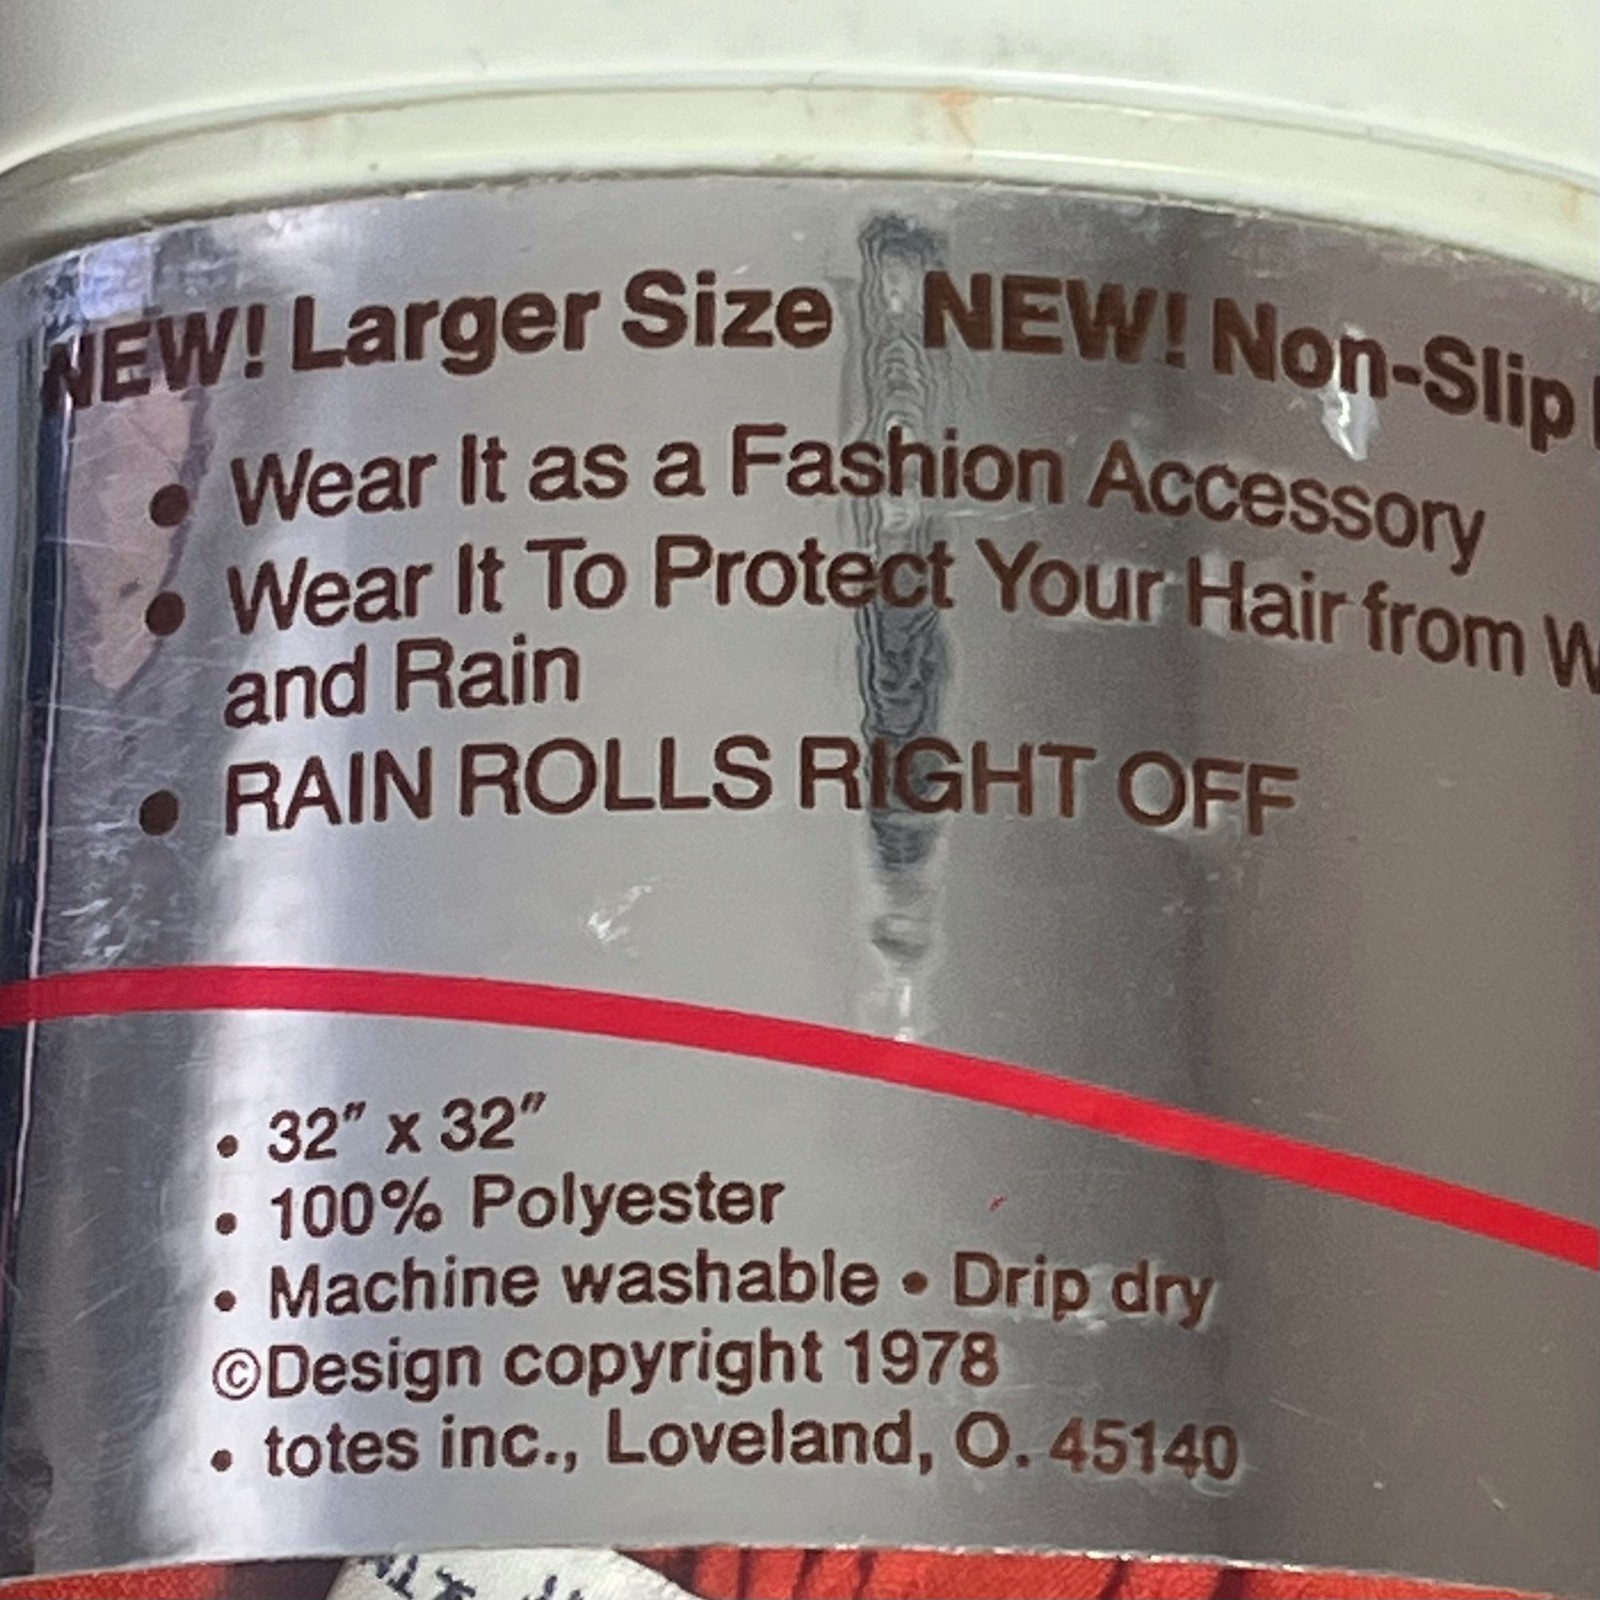 NEW! Larger Size NEW! Non-Slip
• Wear It as a Fashion Accessory
• Wear It To Protect Your Hair from
and Rain
• RAIN ROLLS RIGHT OFF
• 32" x 32"
• 100% Polyester
• Machine washable • Drip dry
©Design copyright 1978
• totes inc., Loveland, O. 45140